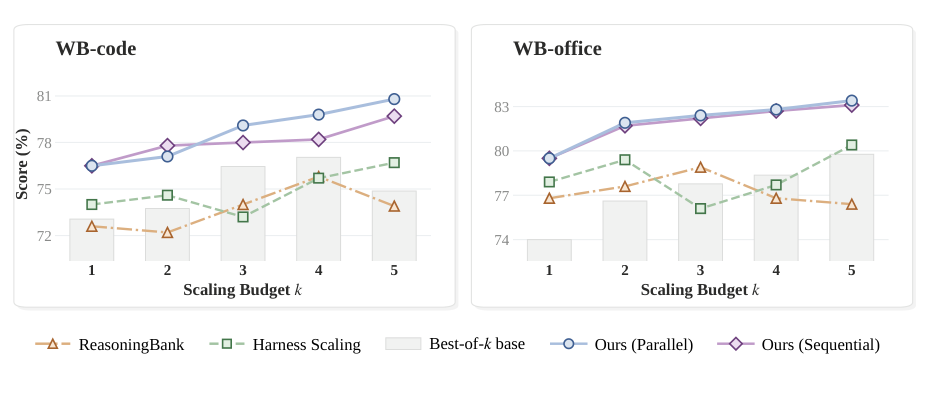 WB-code
Score (%)
81
78
75
72
1 2 3 4 5
Scaling Budget k
WB-office
83
80
77
74
1 2 3 4 5
Scaling Budget k
ReasoningBank Harness Scaling Best-of-k base Ours (Parallel) Ours (Sequential)